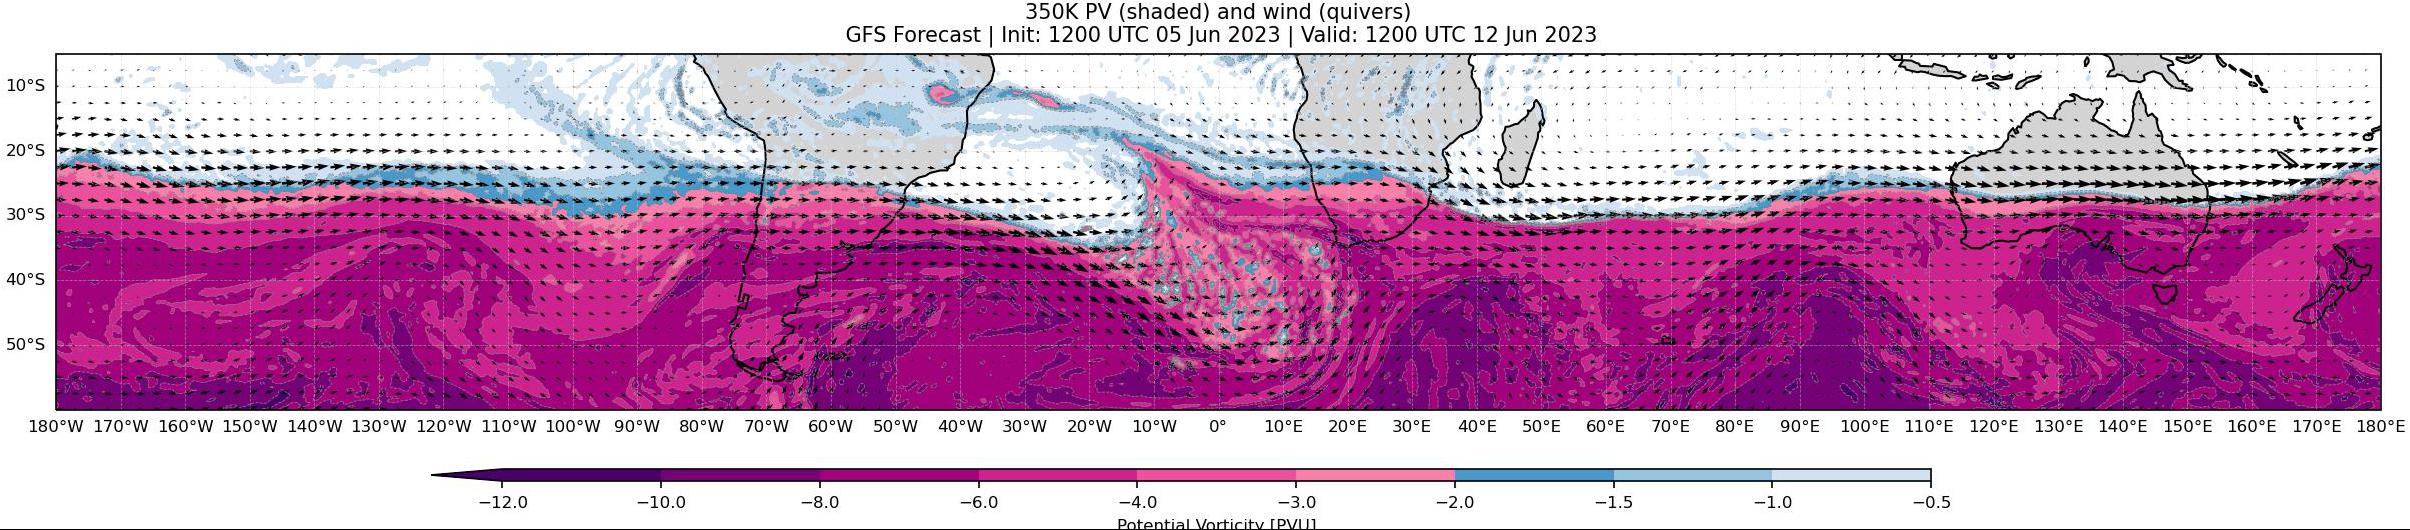 350K PV (shaded) and wind (quivers)
GFS Forecast | Init: 1200 UTC 05 Jun 2023 | Valid: 1200 UTC 12 Jun 2023
10°S
20°S
30°S
40°S
50°S
180°W 170°W 160°W 150°W 140°W 130°W 120°W 110°W 100°W 90°W 80°W 70°W 60°W 50°W 40°W 30°W 20°W 10°W 0° 10°E 20°E 30°E 40°E 50°E 60°E 70°E 80°E 90°E 100°E 110°E 120°E 130°E 140°E 150°E 160°E 170°E 180°E
−12.0 −10.0 −8.0 −6.0 −4.0 −3.0 −2.0 −1.5 −1.0 −0.5
Potential Vorticity [PVU]